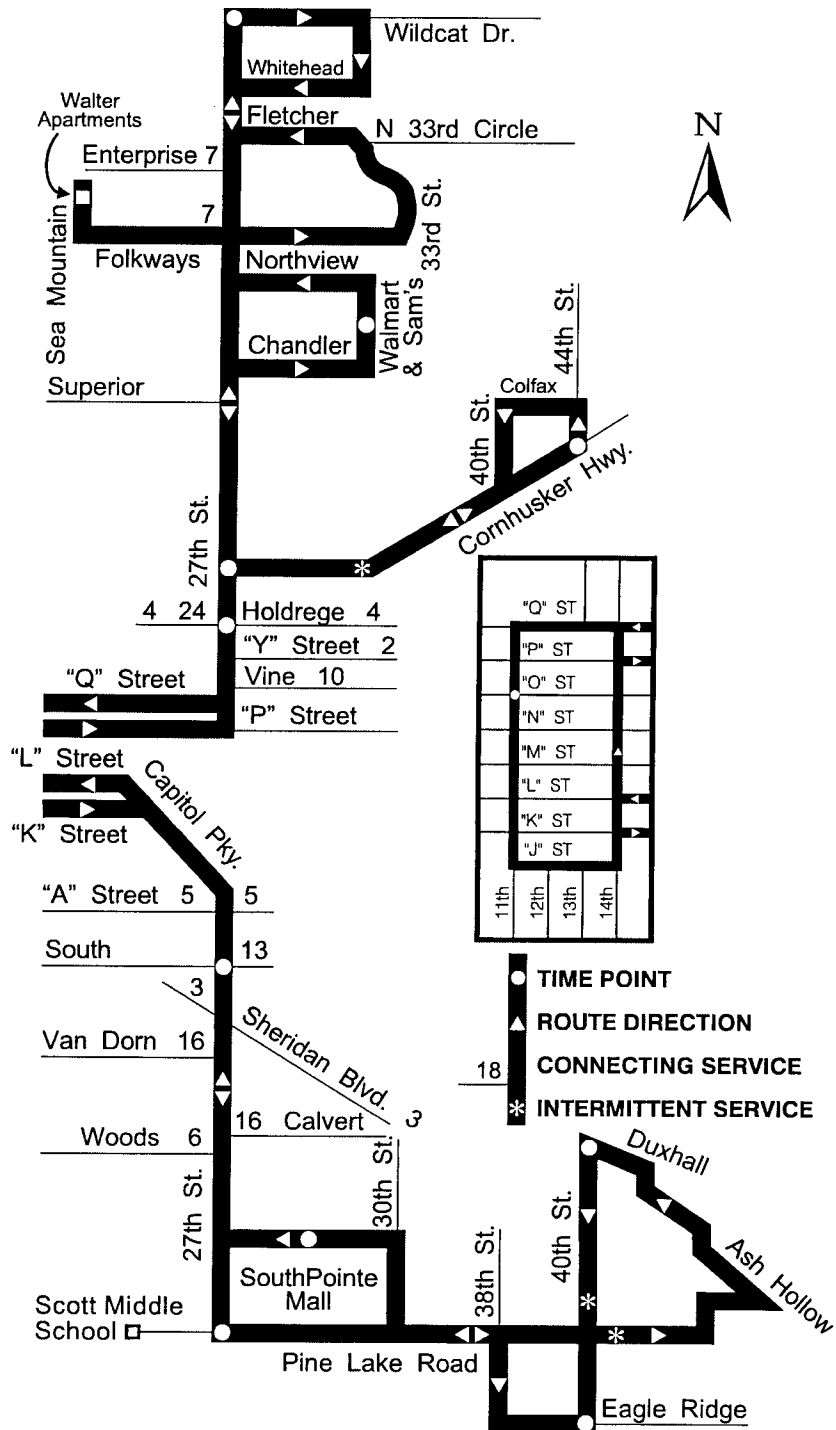 Wildcat Dr.
Whitehead
Walter
Apartments
Fletcher
N 33rd Circle
N
Enterprise 7
7
33rd St.
Sea Mountain
Folkways
Northview
Walmart
& Sam's
Chandler
44th St.
Superior
Colfax
40th St.
Cornhusker Hwy.
27th St.
4 24
Holdrege 4
"Y" Street 2
Vine 10
"Q" Street
"P" Street
"Q" ST
"P" ST
"O" ST
"N" ST
"M" ST
"L" ST
"K" ST
"J" ST
11th
12th
13th
14th
"L" Street
"K" Street
Capitol Pky.
"A" Street 5
5
South
13
3
Sheridan Blvd.
3
Van Dorn 16
16 Calvert
Woods 6
TIME POINT
ROUTE DIRECTION
18
CONNECTING SERVICE
* INTERMITTENT SERVICE
27th St.
30th St.
SouthPointe
Mall
38th St.
40th St.
Duxhall
Ash Hollow
Scott Middle
School
Pine Lake Road
Eagle Ridge